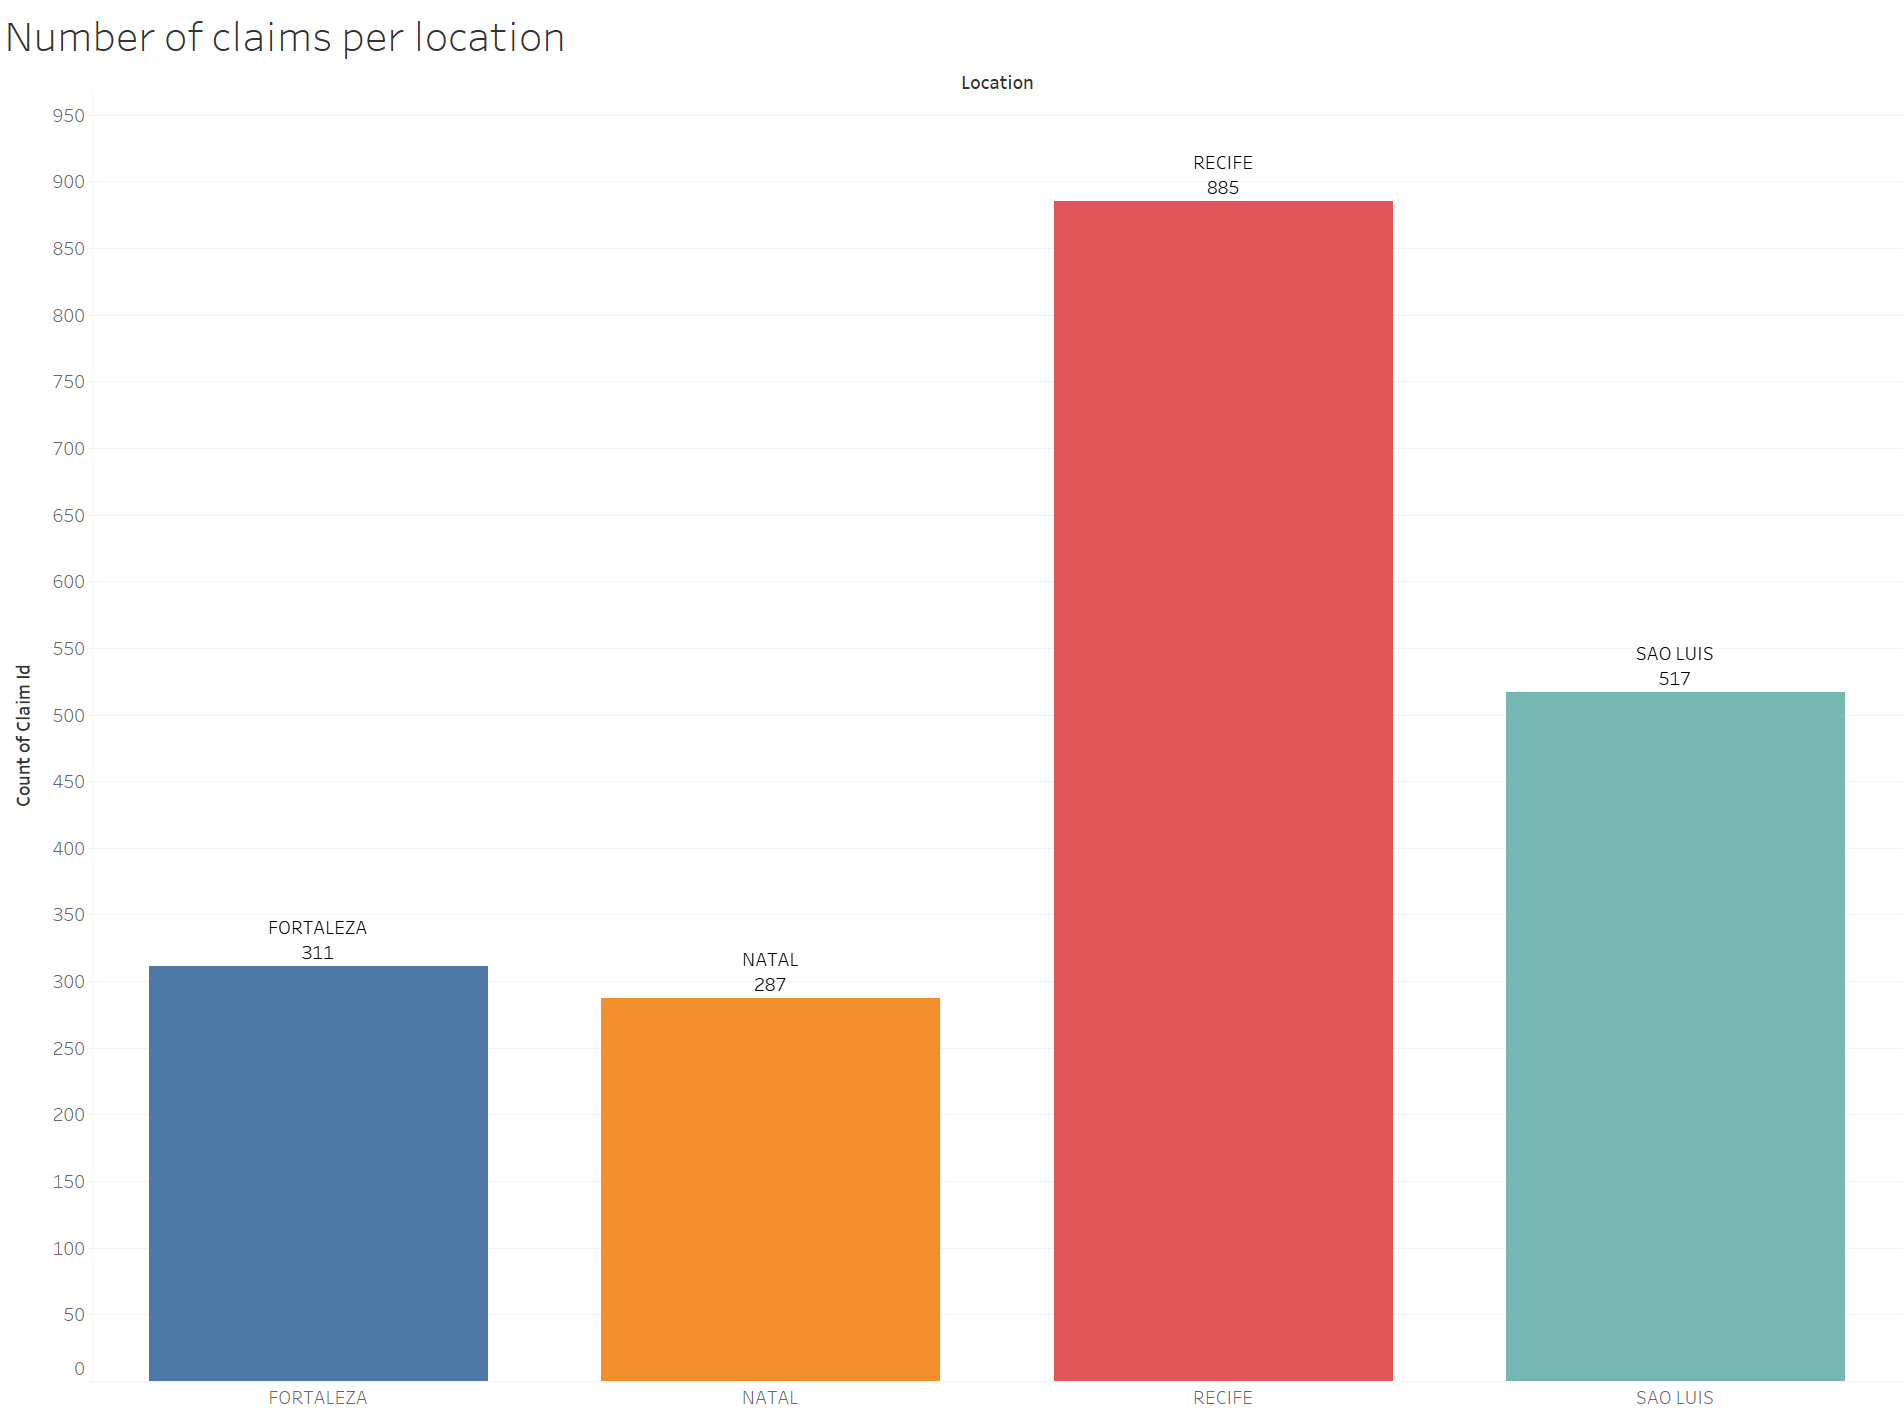 Number of claims per location
Location
950
900
850
800
750
700
650
600
550
500
450
400
350
300
250
200
150
100
50
0
Count of Claim Id
FORTALEZA
311
NATAL
287
RECIFE
885
SAO LUIS
517
FORTALEZA
NATAL
RECIFE
SAO LUIS